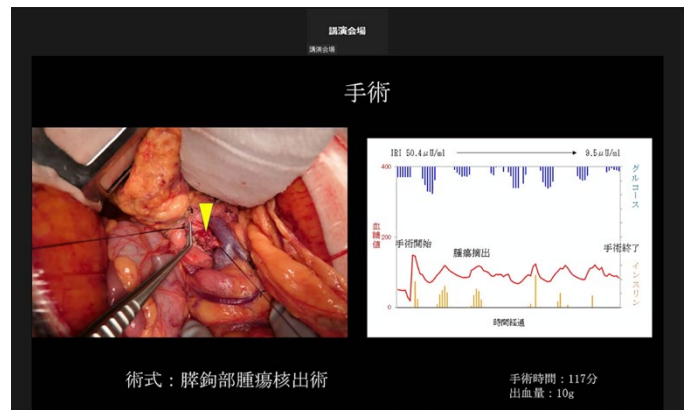 講演会場
講演会場
手術
IRI 50.4μU/ml
9.5μU/ml
400
グルコース
血糖値
200
手術開始
腫瘍摘出
手術終了
インスリン
0
時間経過
術式：膵鉤部腫瘍核出術
手術時間：117分
出血量：10g